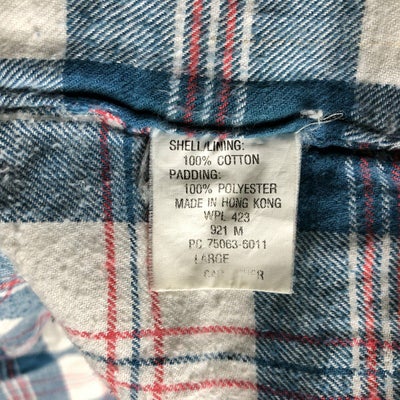 SHELL/LINING:
100% COTTON
PADDING:
100% POLYESTER
MADE IN HONG KONG
WPL 423
921 M
PC 75063-6011
LARGE